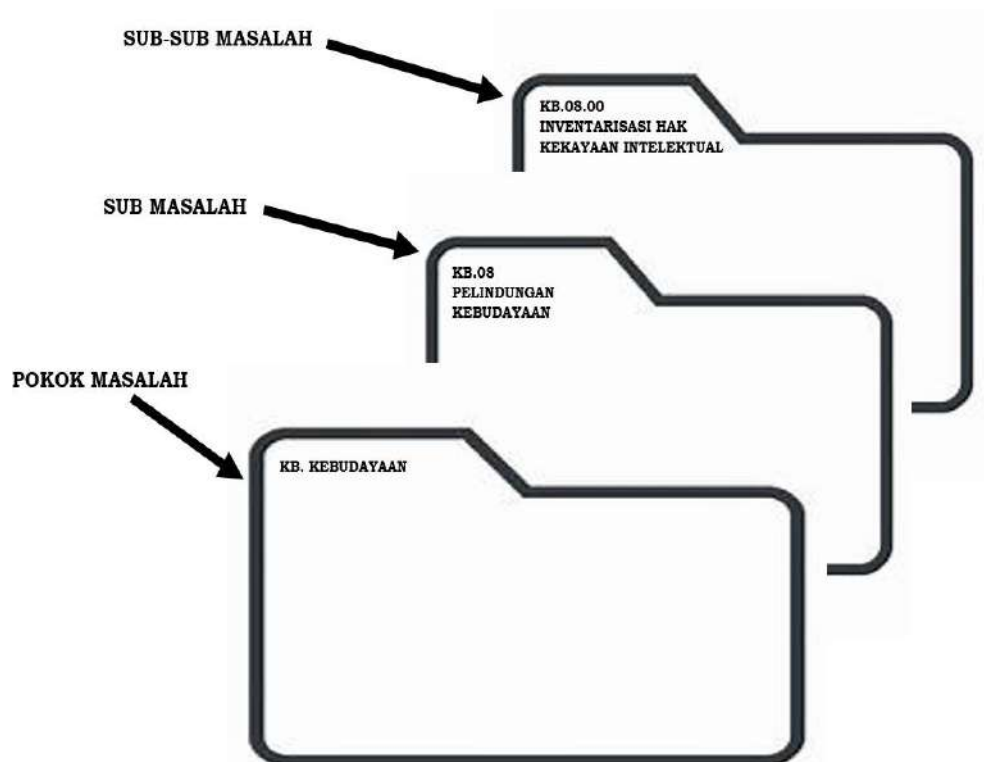 SUB-SUB MASALAH
KB.08.00
INVENTARISASI HAK
KEKAYAAN INTELEKTUAL
SUB MASALAH
KB.08
PELINDUNGAN
KEBUDAYAAN
POKOK MASALAH
KB. KEBUDAYAAN